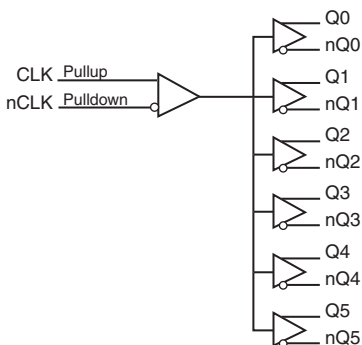 CLK Pullup
nCLK Pulldown
Q0
nQ0
Q1
nQ1
Q2
nQ2
Q3
nQ3
Q4
nQ4
Q5
nQ5